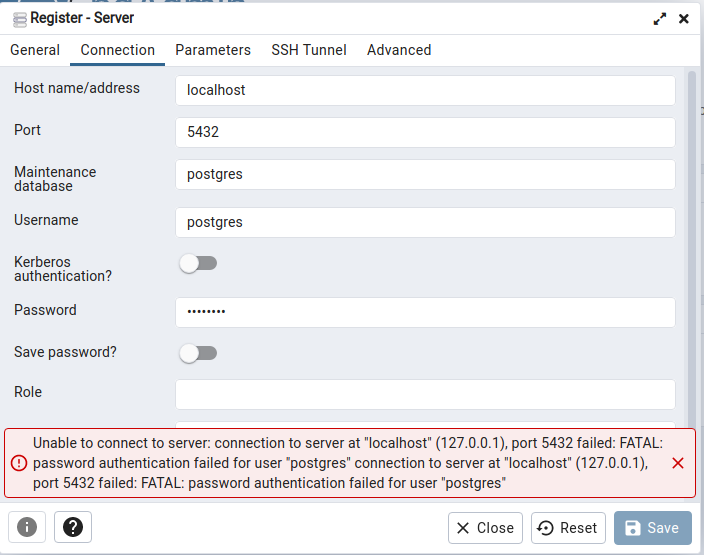 Register - Server
General Connection Parameters SSH Tunnel Advanced
Host name/address localhost
Port 5432
Maintenance
database postgres
Username postgres
Kerberos
authentication?
Password ••••••••
Save password?
Role
Unable to connect to server: connection to server at "localhost" (127.0.0.1), port 5432 failed: FATAL:
password authentication failed for user "postgres" connection to server at "localhost" (127.0.0.1),
port 5432 failed: FATAL: password authentication failed for user "postgres"
Close Reset Save